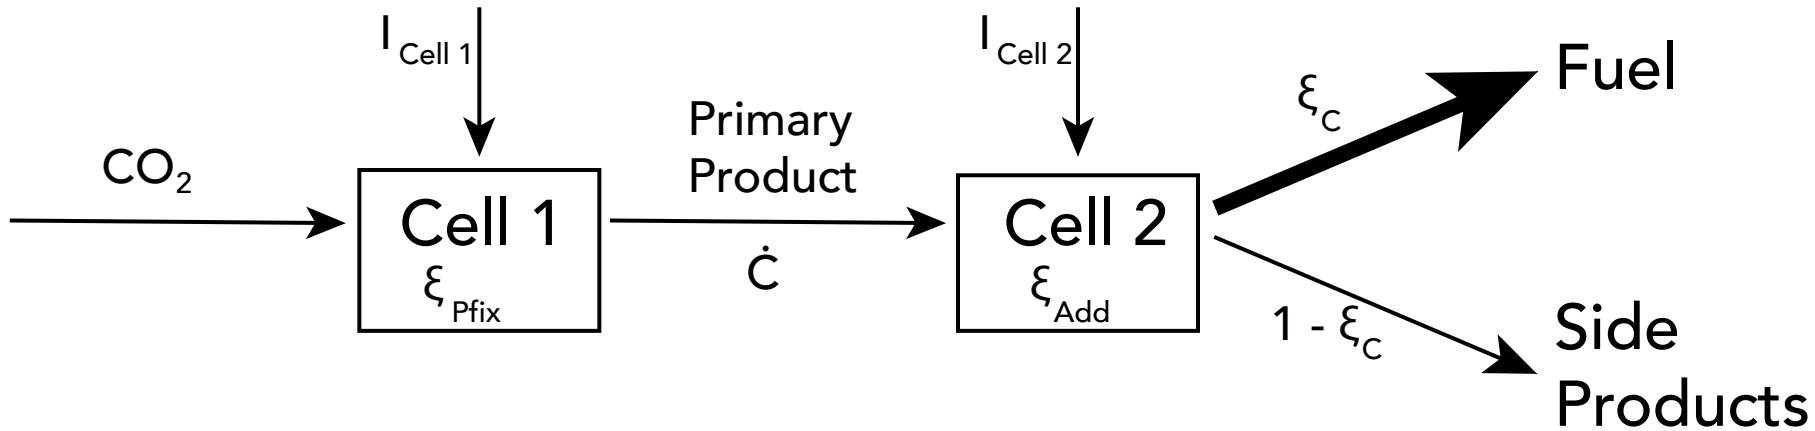 I Cell 1
I Cell 2
Fuel
ξC
Primary
Product
CO₂
Cell 1
ξPfix
Ċ
Cell 2
ξAdd
1 - ξC
Side
Products